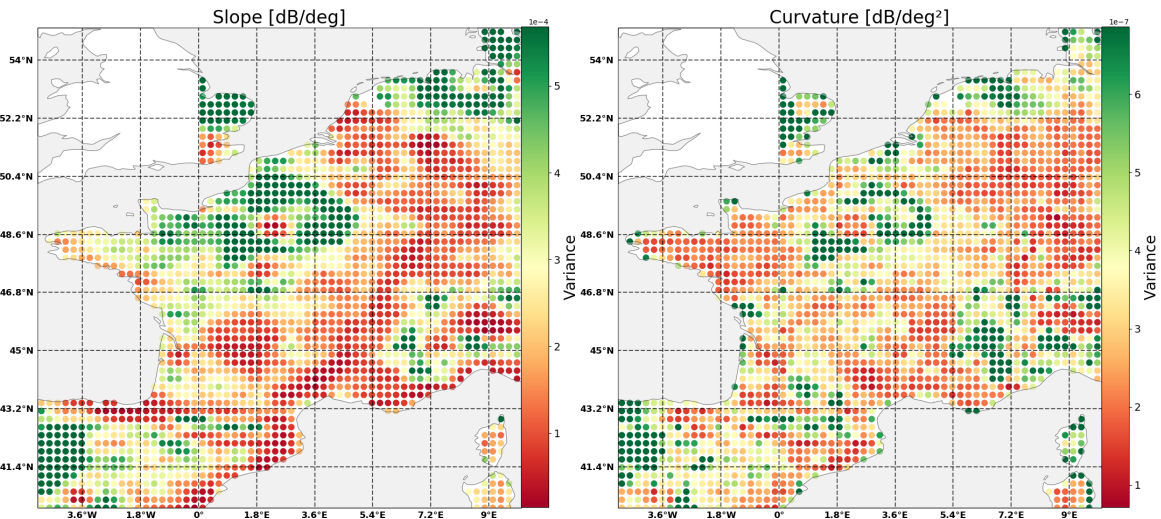 Slope [dB/deg]
1e−4
54°N
52.2°N
50.4°N
48.6°N
46.8°N
45°N
43.2°N
41.4°N
3.6°W
1.8°W
0°
1.8°E
3.6°E
5.4°E
7.2°E
9°E
5
4
3
2
1
Variance
Curvature [dB/deg²]
1e−7
54°N
52.2°N
50.4°N
48.6°N
46.8°N
45°N
43.2°N
41.4°N
3.6°W
1.8°W
0°
1.8°E
3.6°E
5.4°E
7.2°E
9°E
6
5
4
3
2
1
Variance